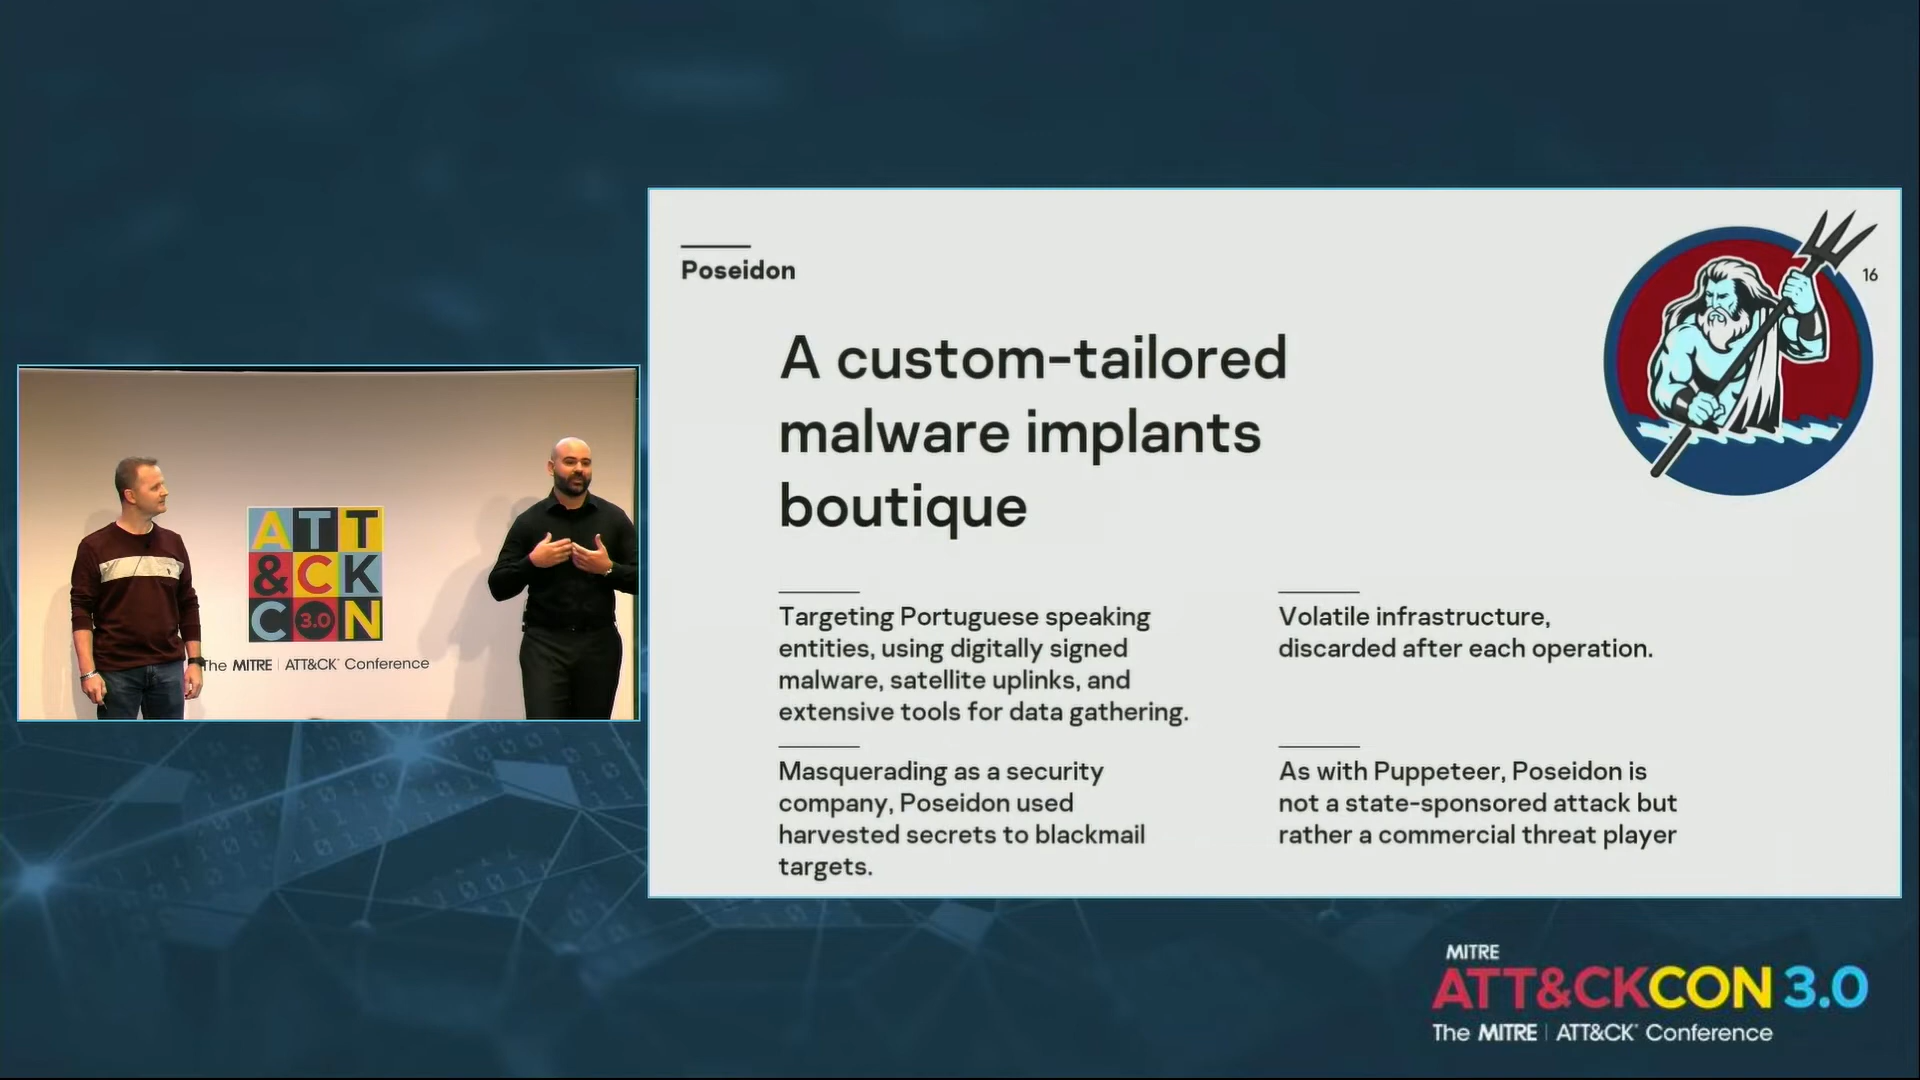 Poseidon
16
A custom-tailored
malware implants
boutique
Targeting Portuguese speaking
entities, using digitally signed
malware, satellite uplinks, and
extensive tools for data gathering.
Volatile infrastructure,
discarded after each operation.
Masquerading as a security
company, Poseidon used
harvested secrets to blackmail
targets.
As with Puppeteer, Poseidon is
not a state-sponsored attack but
rather a commercial threat player
ATT
&CK
CON
3.0
The MITRE | ATT&CK® Conference
MITRE
ATT&CKCON 3.0
The MITRE | ATT&CK® Conference